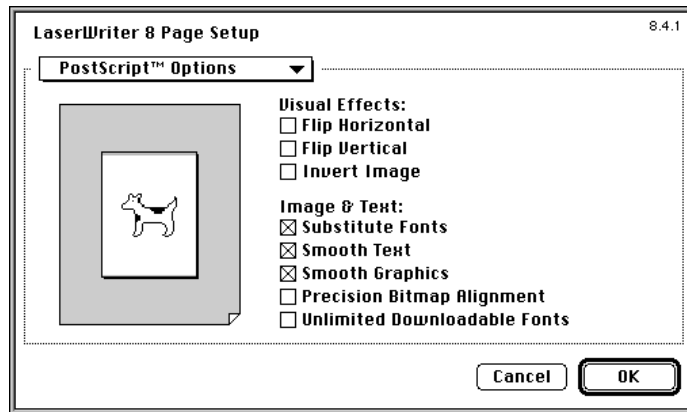 LaserWriter 8 Page Setup
8.4.1
PostScript™ Options
Visual Effects:
Flip Horizontal
Flip Vertical
Invert Image
Image & Text:
Substitute Fonts
Smooth Text
Smooth Graphics
Precision Bitmap Alignment
Unlimited Downloadable Fonts
Cancel
OK